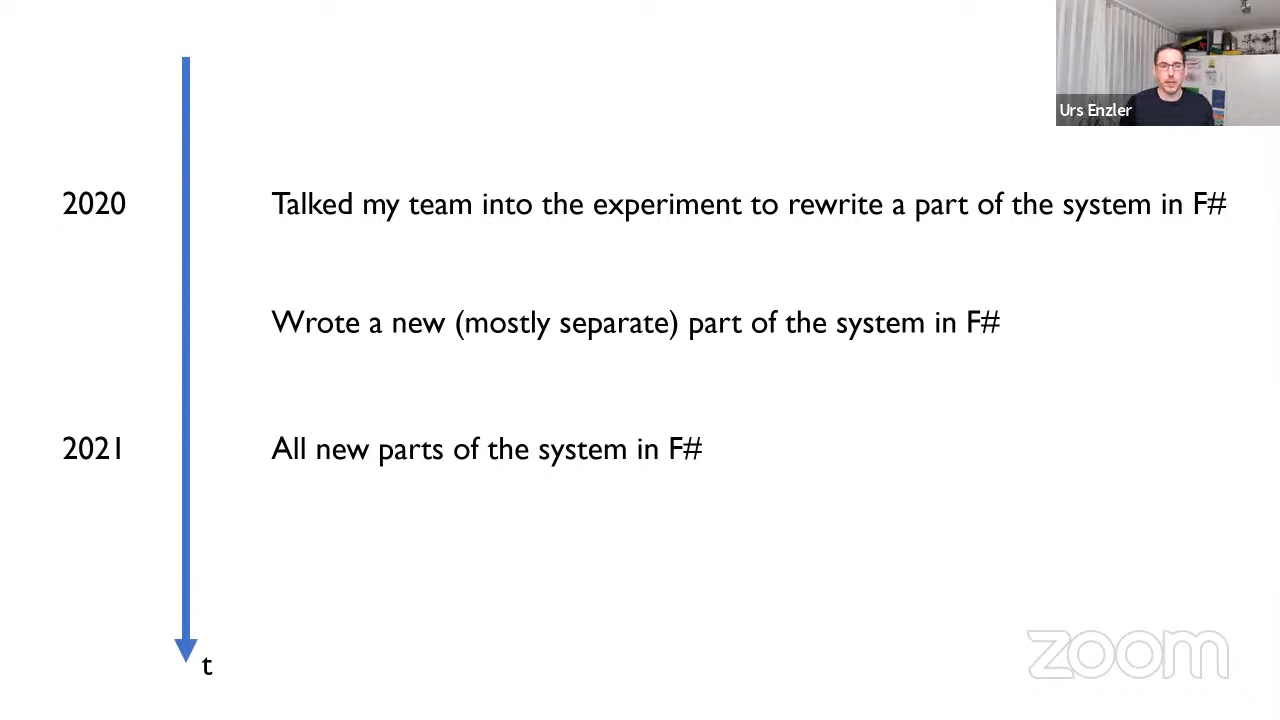 Urs Enzler
2020 Talked my team into the experiment to rewrite a part of the system in F#
Wrote a new (mostly separate) part of the system in F#
2021 All new parts of the system in F#
t
zoom